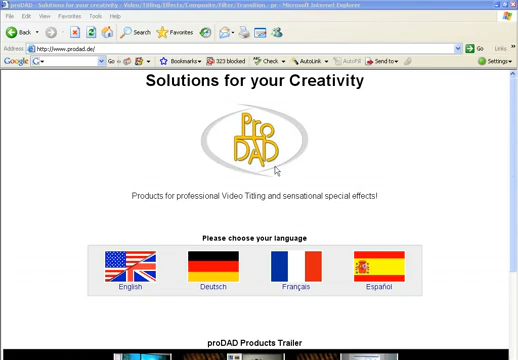 proDAD - Solutions for your creativity - Video/Titling/Effects/Composite/Filter/Transition. - pr - Microsoft Internet Explorer
File Edit View Favorites Tools Help
Back Search Favorites
Address http://www.prodad.de/ Go Links
Google Bookmarks 323 blocked Check AutoLink AutoFill Send to Settings
Solutions for your Creativity
Pro
DAD
Products for professional Video Titling and sensational special effects!
Please choose your language
English Deutsch Français Español
proDAD Products Trailer